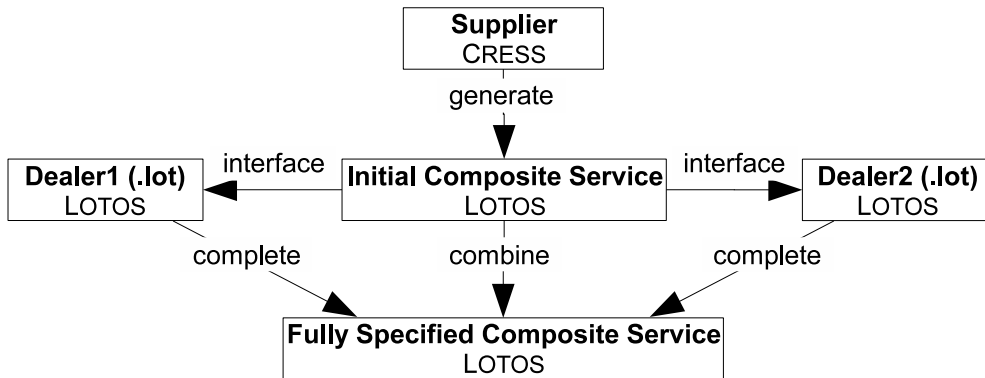 Supplier
CRESS
generate
interface
interface
Dealer1 (.lot)
LOTOS
Initial Composite Service
LOTOS
Dealer2 (.lot)
LOTOS
complete
combine
complete
Fully Specified Composite Service
LOTOS